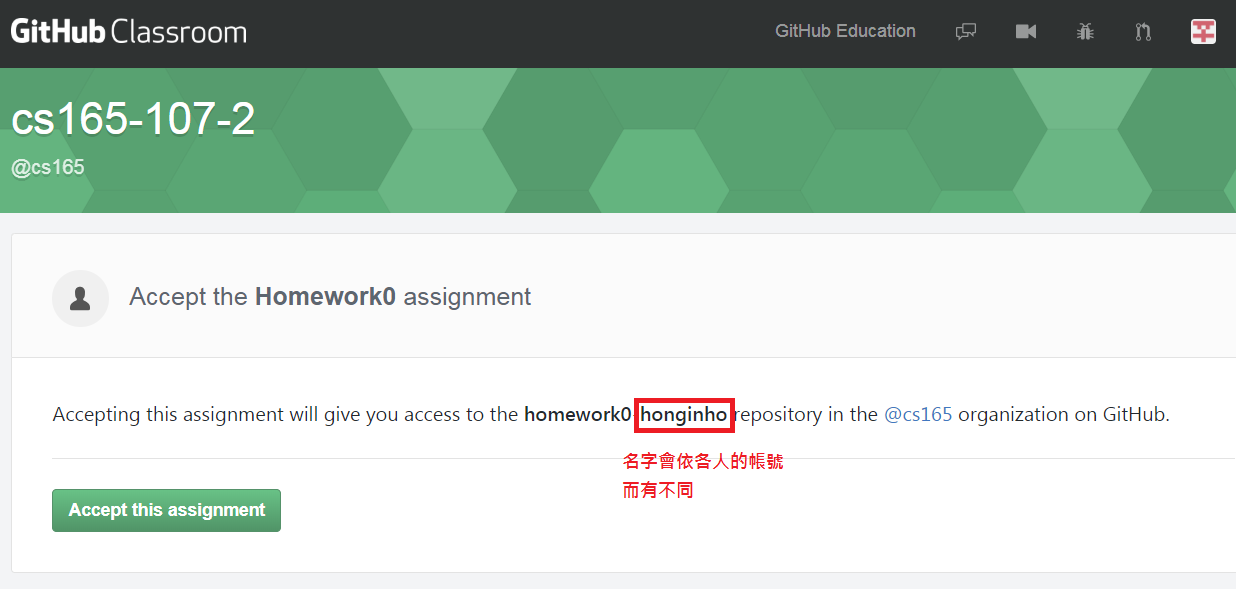 GitHub Classroom GitHub Education
cs165-107-2
@cs165
Accept the Homework0 assignment
Accepting this assignment will give you access to the homework0-honginho repository in the @cs165 organization on GitHub.
名字會依各人的帳號
而有不同
Accept this assignment